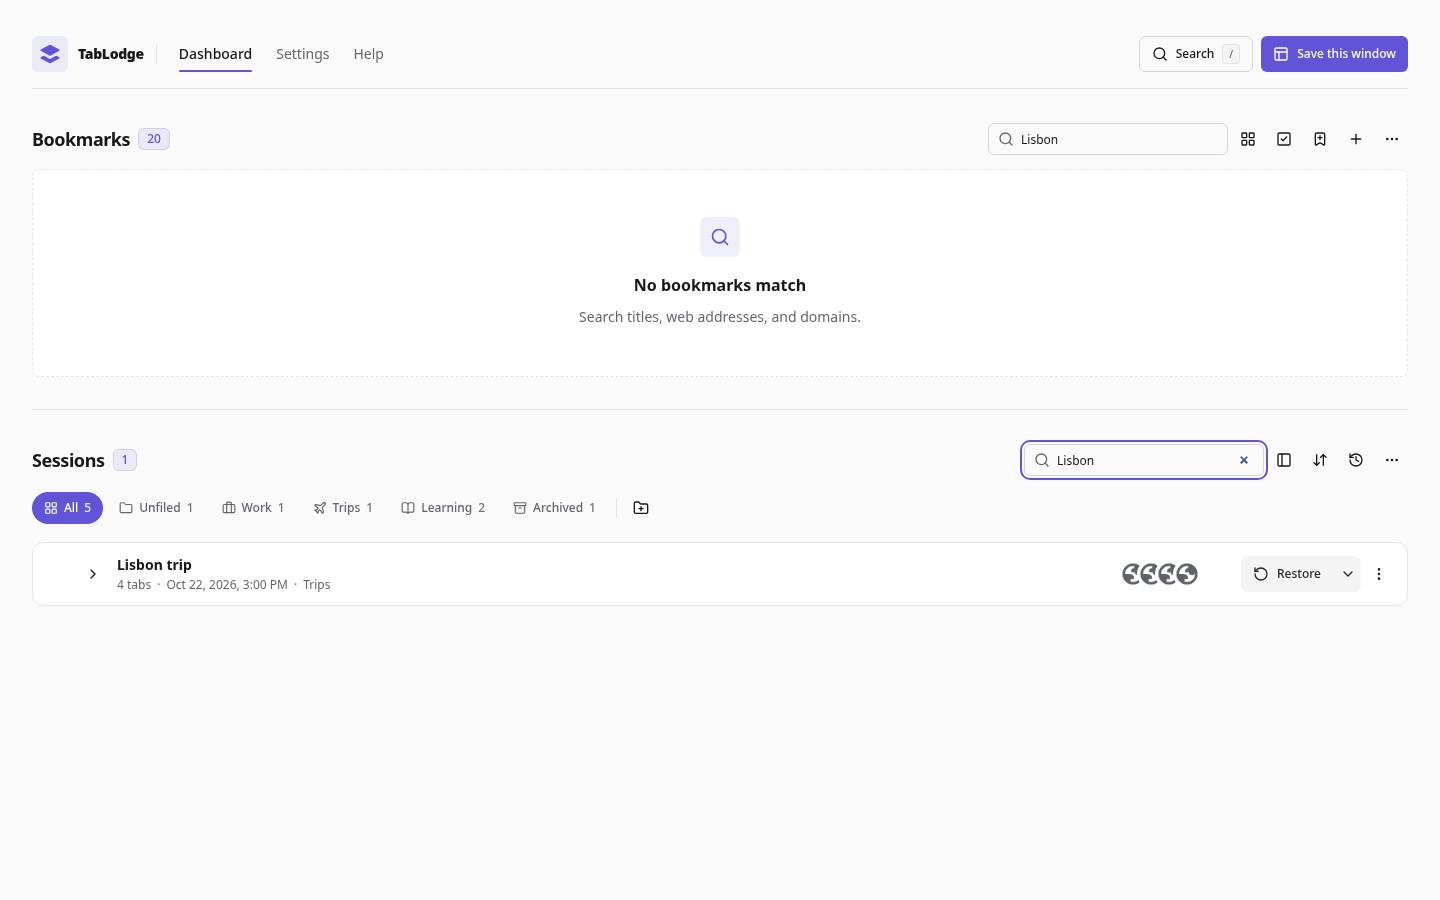 TabLodge
Dashboard
Settings
Help
Search /
Save this window
Bookmarks 20
Lisbon
No bookmarks match
Search titles, web addresses, and domains.
Sessions 1
Lisbon
All 5
Unfiled 1
Work 1
Trips 1
Learning 2
Archived 1
Lisbon trip
4 tabs · Oct 22, 2026, 3:00 PM · Trips
Restore